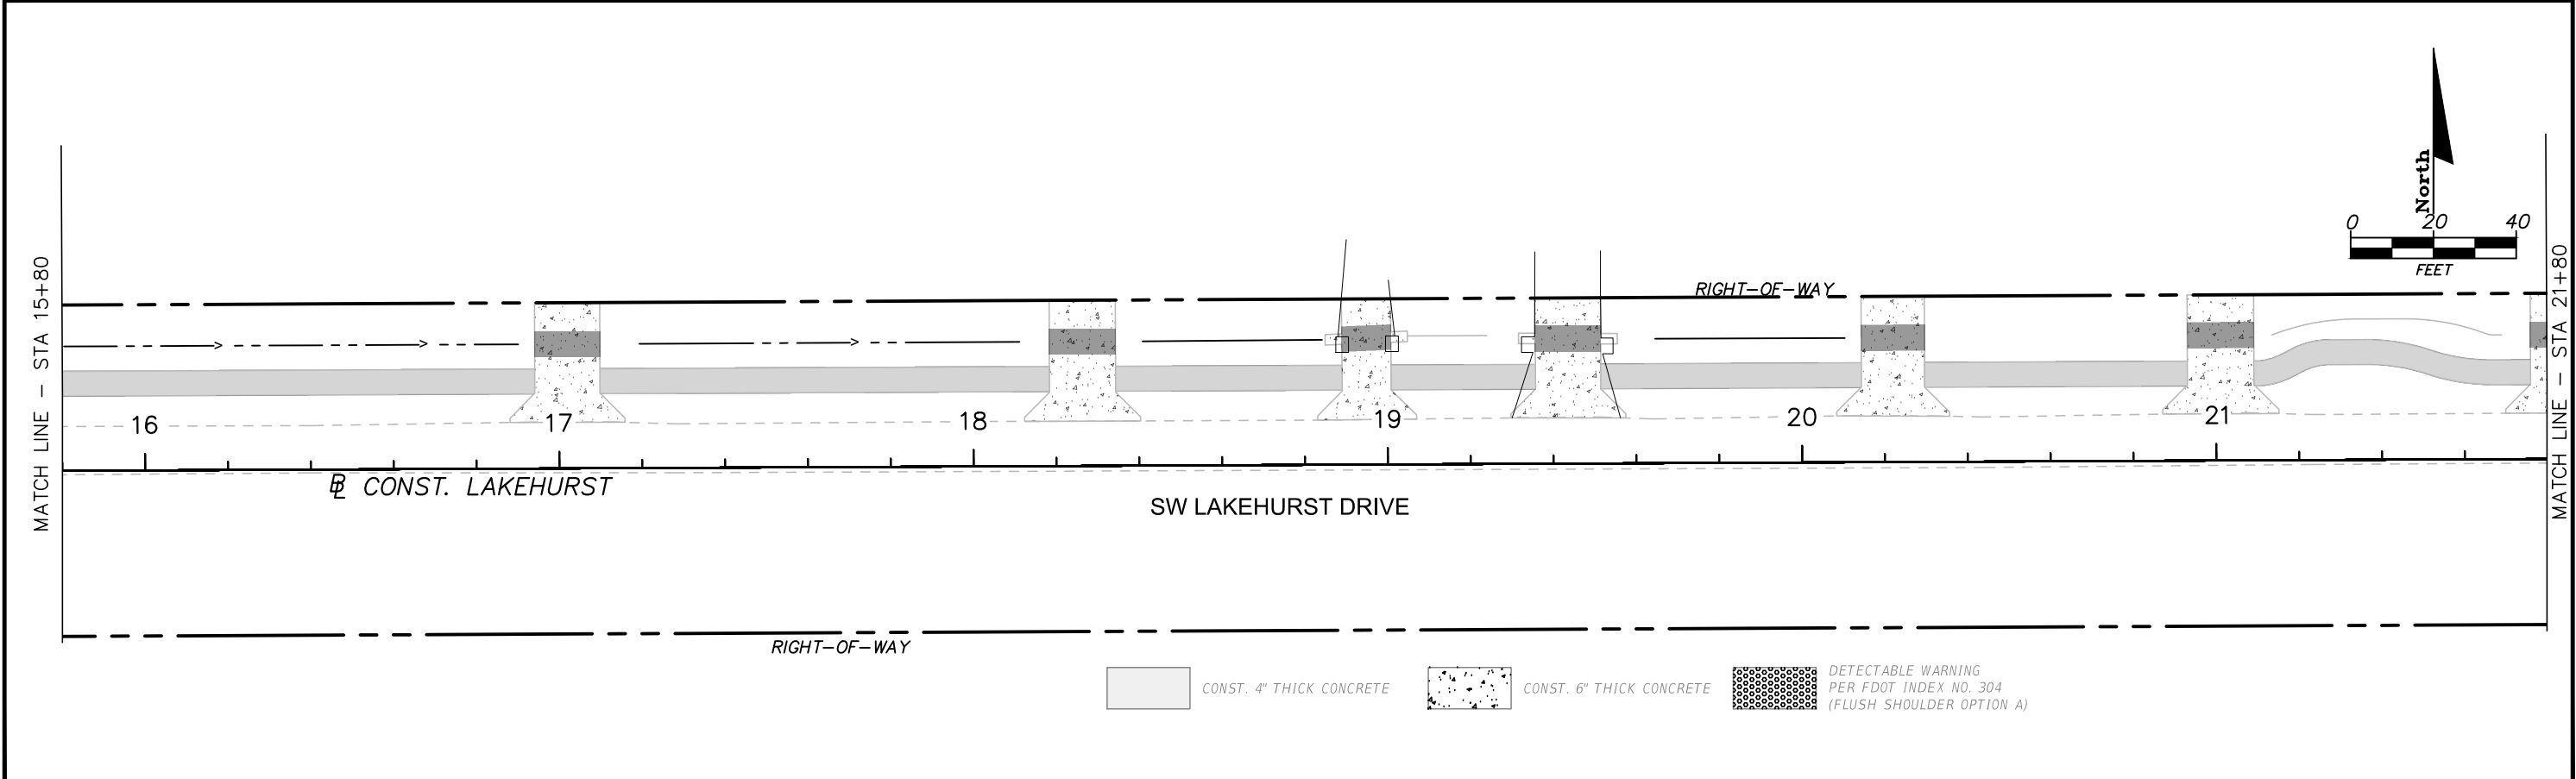 North
0 20 40
FEET
MATCH LINE – STA 15+80
MATCH LINE – STA 21+80
RIGHT–OF–WAY
16 17 18 19 20 21
BL CONST. LAKEHURST
SW LAKEHURST DRIVE
RIGHT–OF–WAY
CONST. 4" THICK CONCRETE
CONST. 6" THICK CONCRETE
DETECTABLE WARNING
PER FDOT INDEX NO. 304
(FLUSH SHOULDER OPTION A)